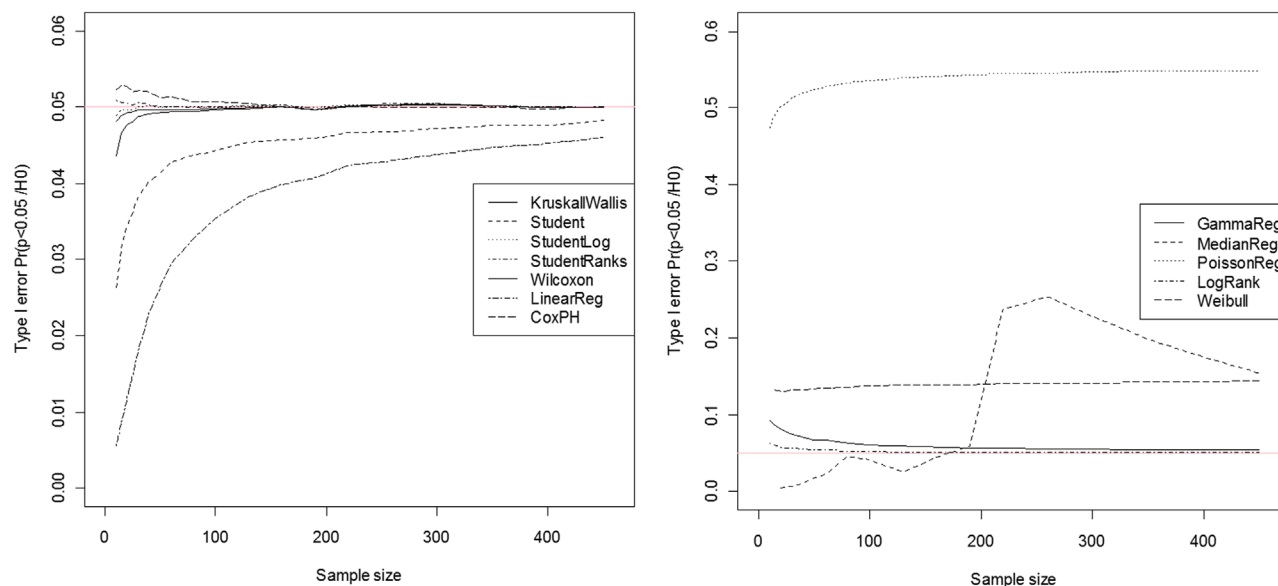 Type I error Pr(p<0.05 /H0)
0.06
0.05
0.04
0.03
0.02
0.01
0.00
KruskallWallis
Student
StudentLog
StudentRanks
Wilcoxon
LinearReg
CoxPH
0 100 200 300 400
Sample size
Type I error Pr(p<0.05 /H0)
0.6
0.5
0.4
0.3
0.2
0.1
0.0
GammaReg
MedianReg
PoissonReg
LogRank
Weibull
0 100 200 300 400
Sample size